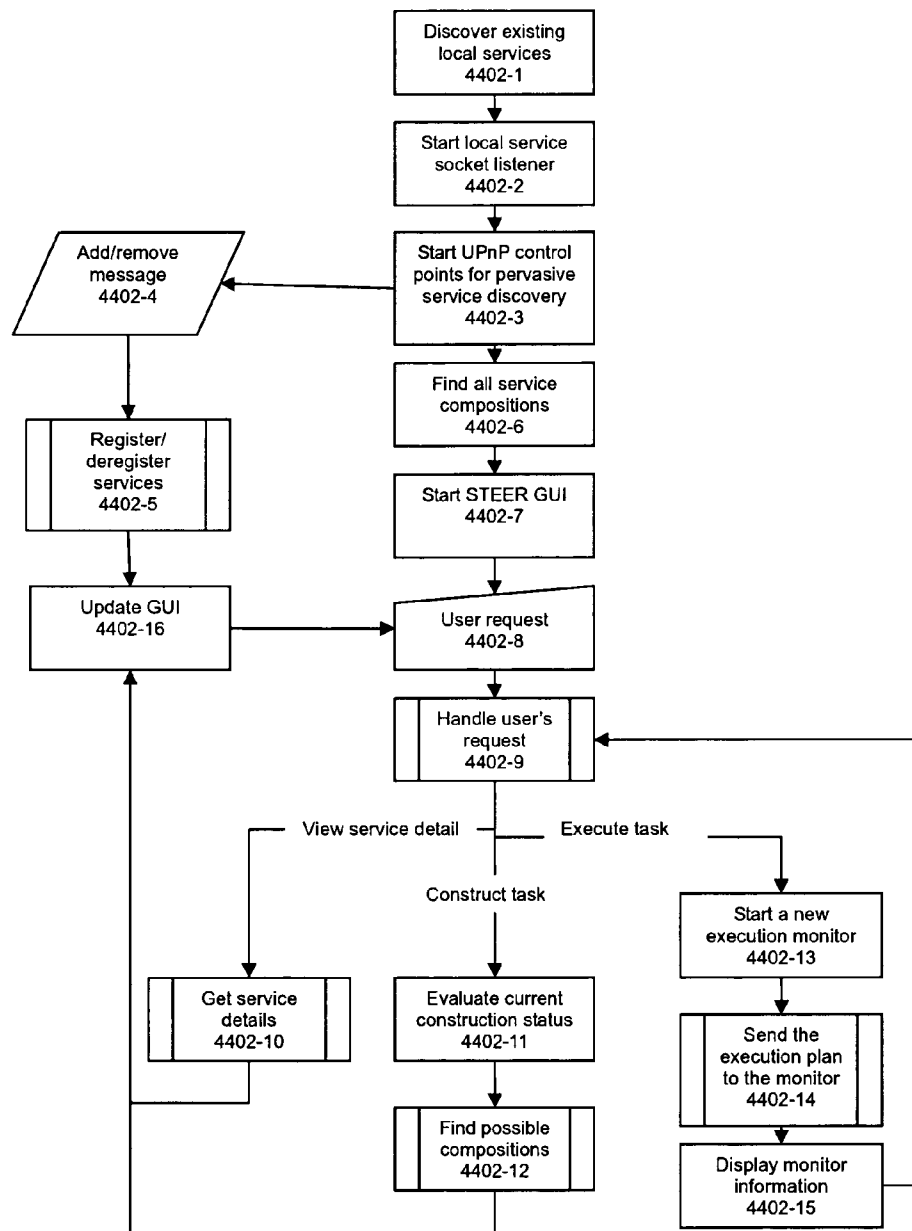 Discover existing
local services
4402-1
Start local service
socket listener
4402-2
Start UPnP control
points for pervasive
service discovery
4402-3
Add/remove
message
4402-4
Register/
deregister
services
4402-5
Find all service
compositions
4402-6
Start STEER GUI
4402-7
Update GUI
4402-16
User request
4402-8
Handle user's
request
4402-9
View service detail
Execute task
Construct task
Get service
details
4402-10
Evaluate current
construction status
4402-11
Find possible
compositions
4402-12
Start a new
execution monitor
4402-13
Send the
execution plan
to the monitor
4402-14
Display monitor
information
4402-15